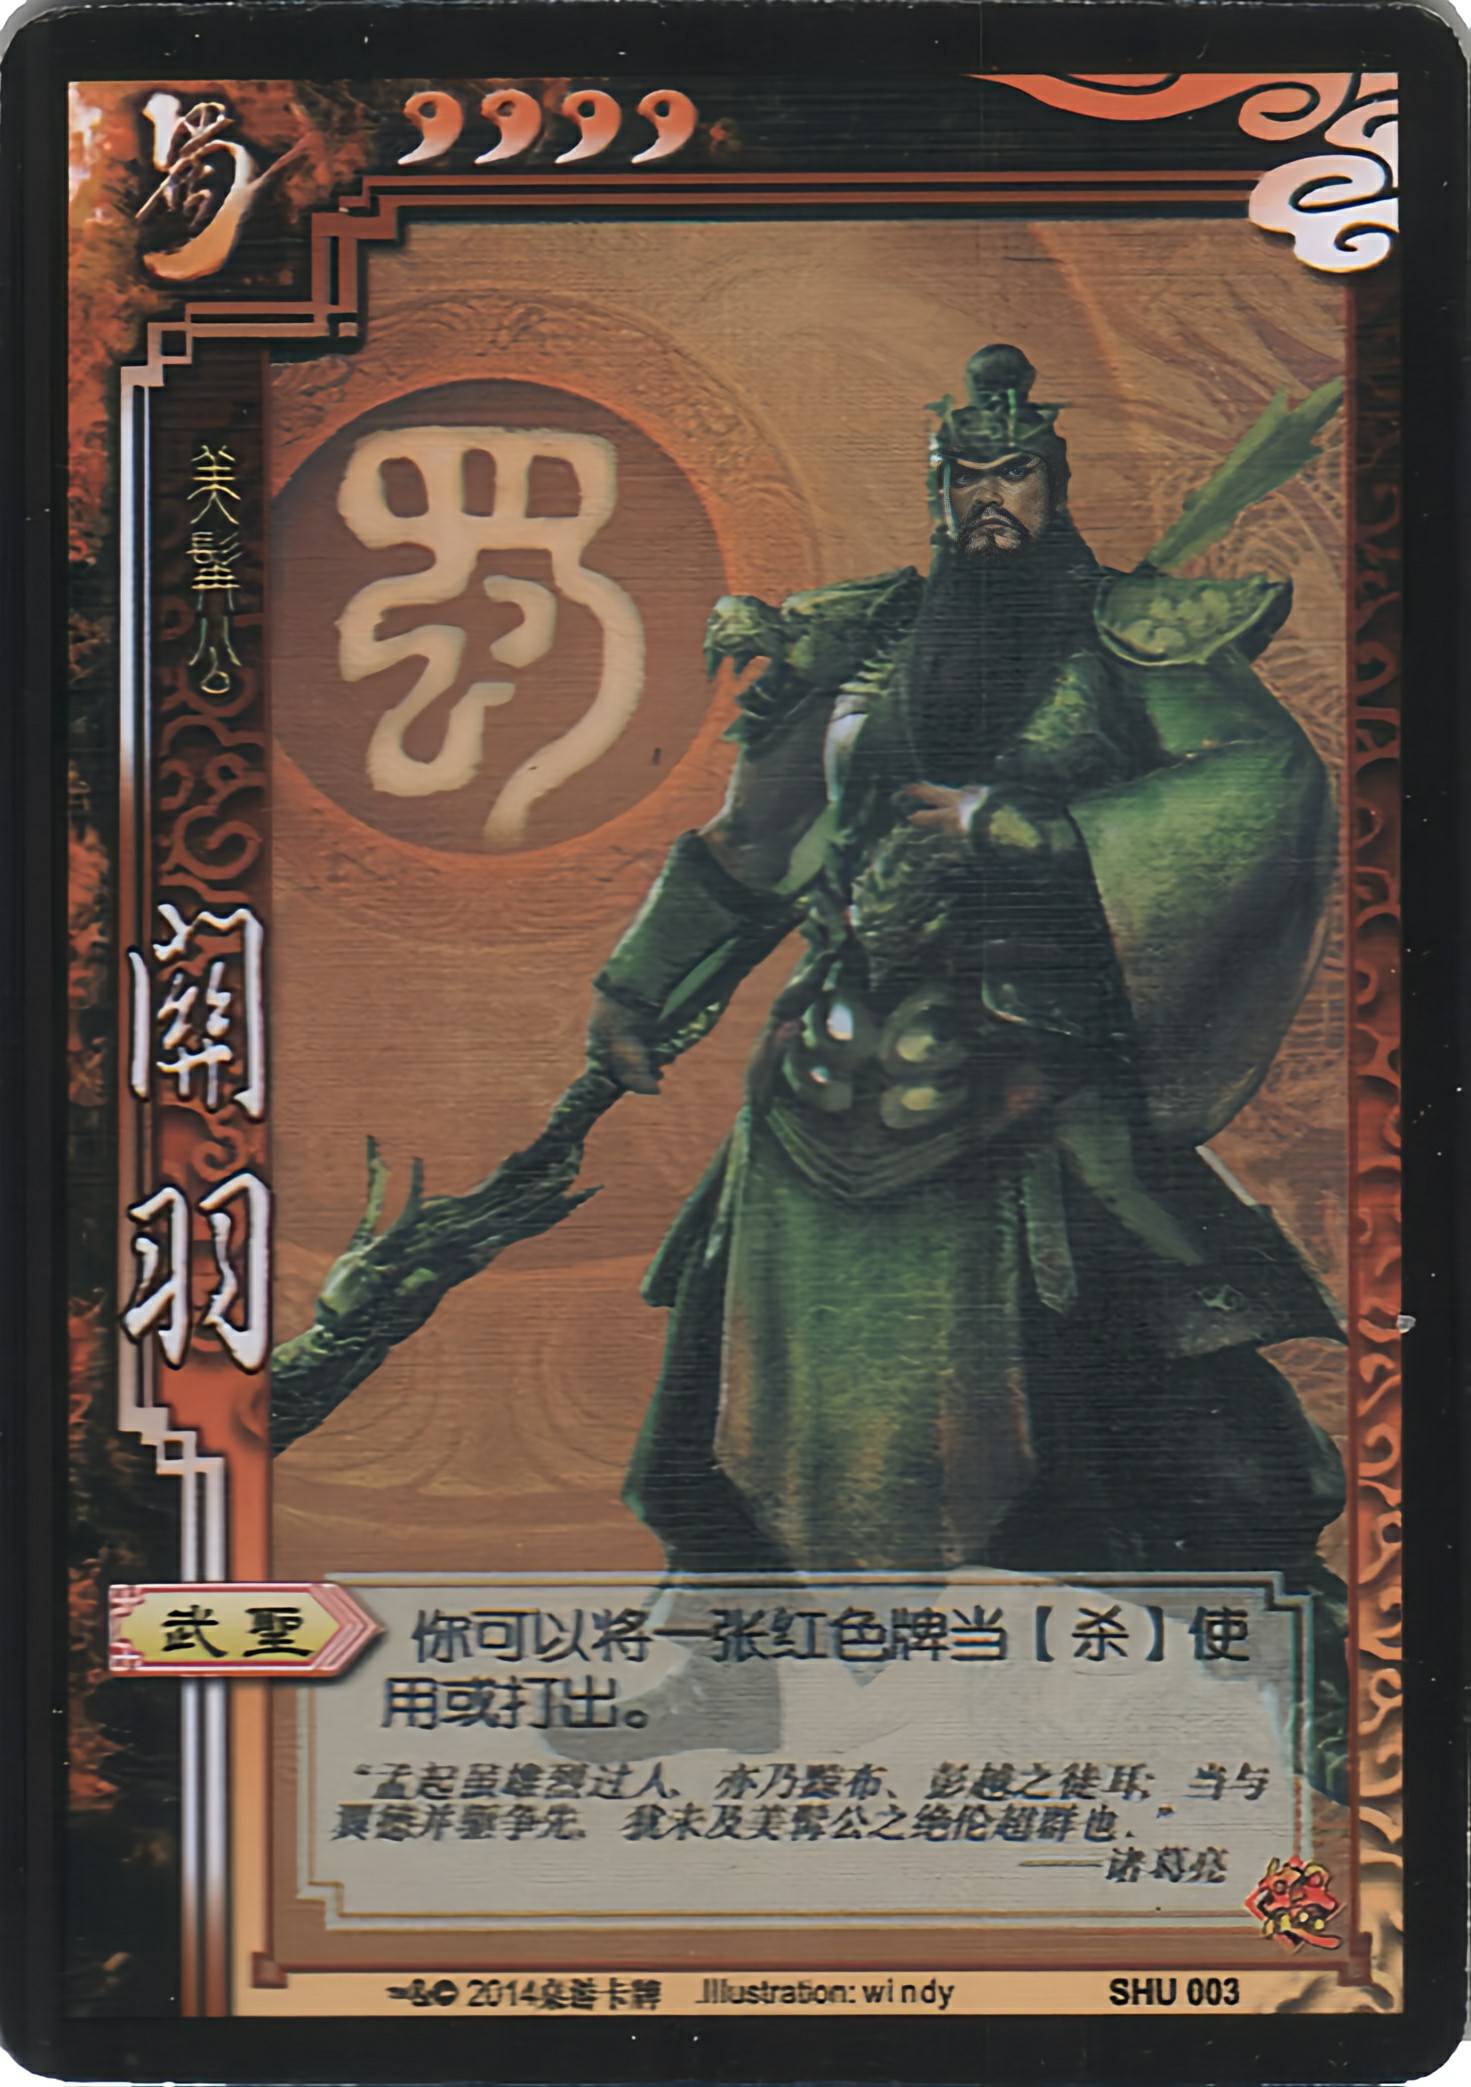 蜀
蜀
美髯公
關羽
武聖
你可以将一张红色牌当【杀】使
用或打出。
“孟起虽雄烈过人，亦乃黥布、彭越之徒耳；当与
翼德并驱争先，犹未及美髯公之绝伦超群也。”
——诸葛亮
2014桌游卡牌 Illustration: windy SHU 003